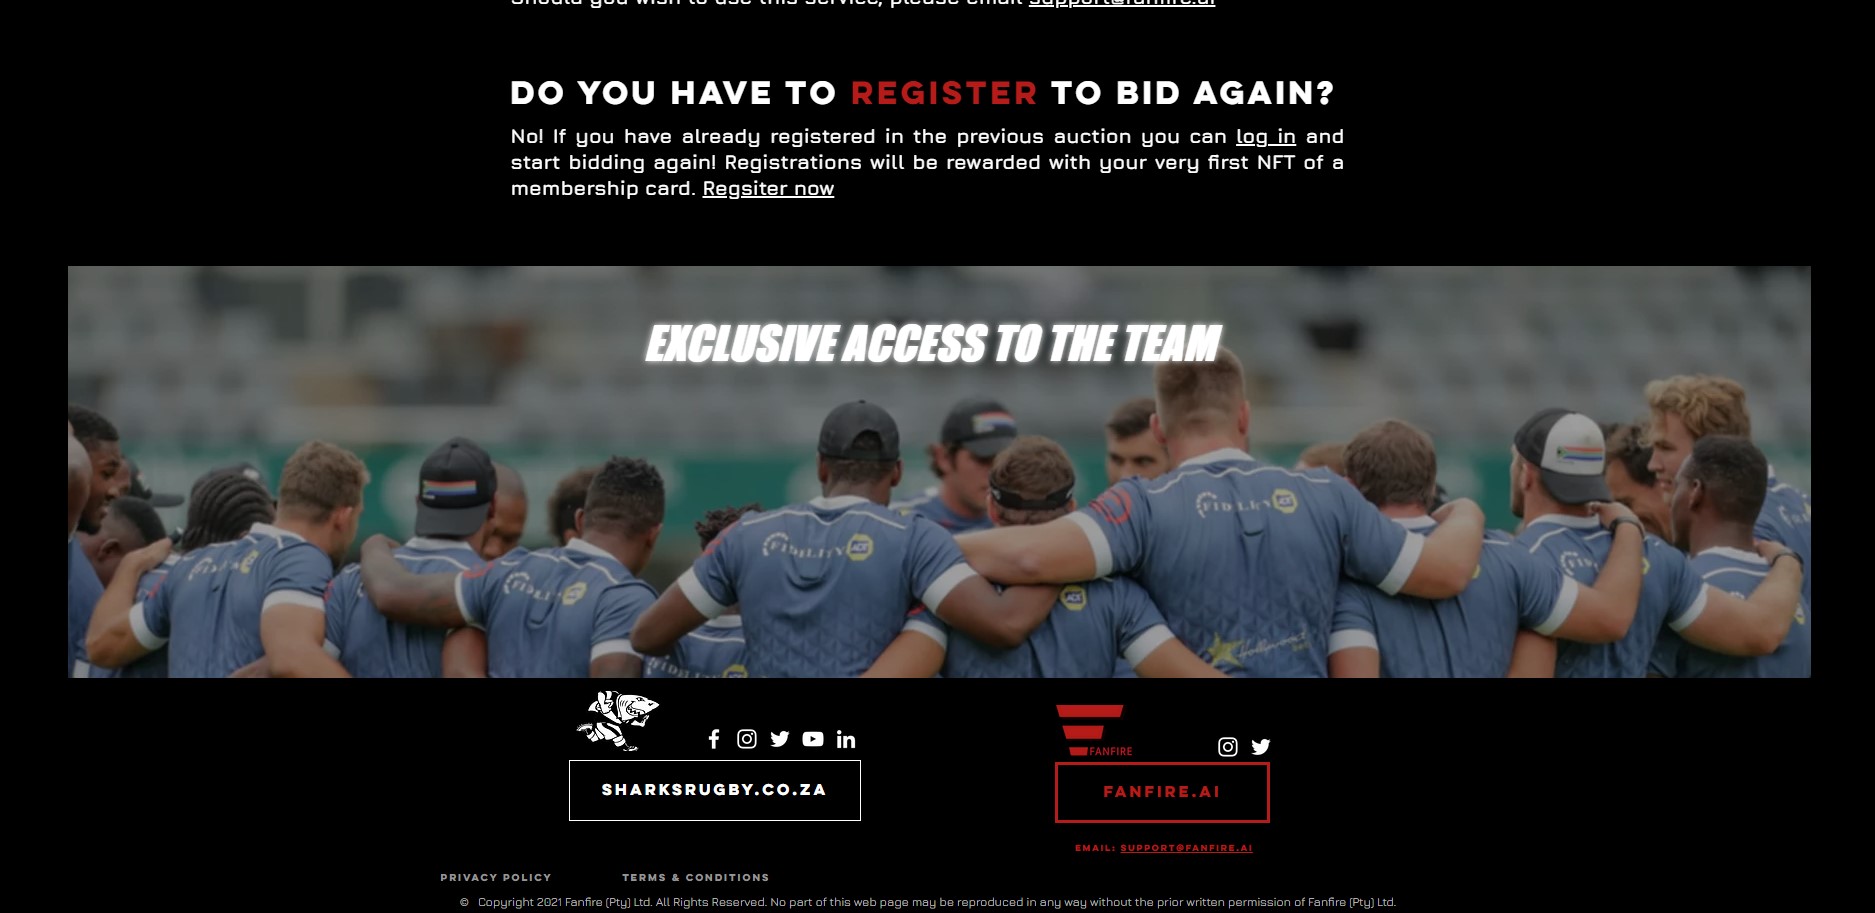 Should you wish to use this service, please email support@fanfire.ai
DO YOU HAVE TO REGISTER TO BID AGAIN?
No! If you have already registered in the previous auction you can log in and
start bidding again! Registrations will be rewarded with your very first NFT of a
membership card. Regsiter now
EXCLUSIVE ACCESS TO THE TEAM
FIDELITY ADT
FIDELITY ADT
Hollywood
FANFIRE
SHARKSRUGBY.CO.ZA
FANFIRE.AI
EMAIL: SUPPORT@FANFIRE.AI
PRIVACY POLICY TERMS & CONDITIONS
© Copyright 2021 Fanfire (Pty) Ltd. All Rights Reserved. No part of this web page may be reproduced in any way without the prior written permission of Fanfire (Pty) Ltd.